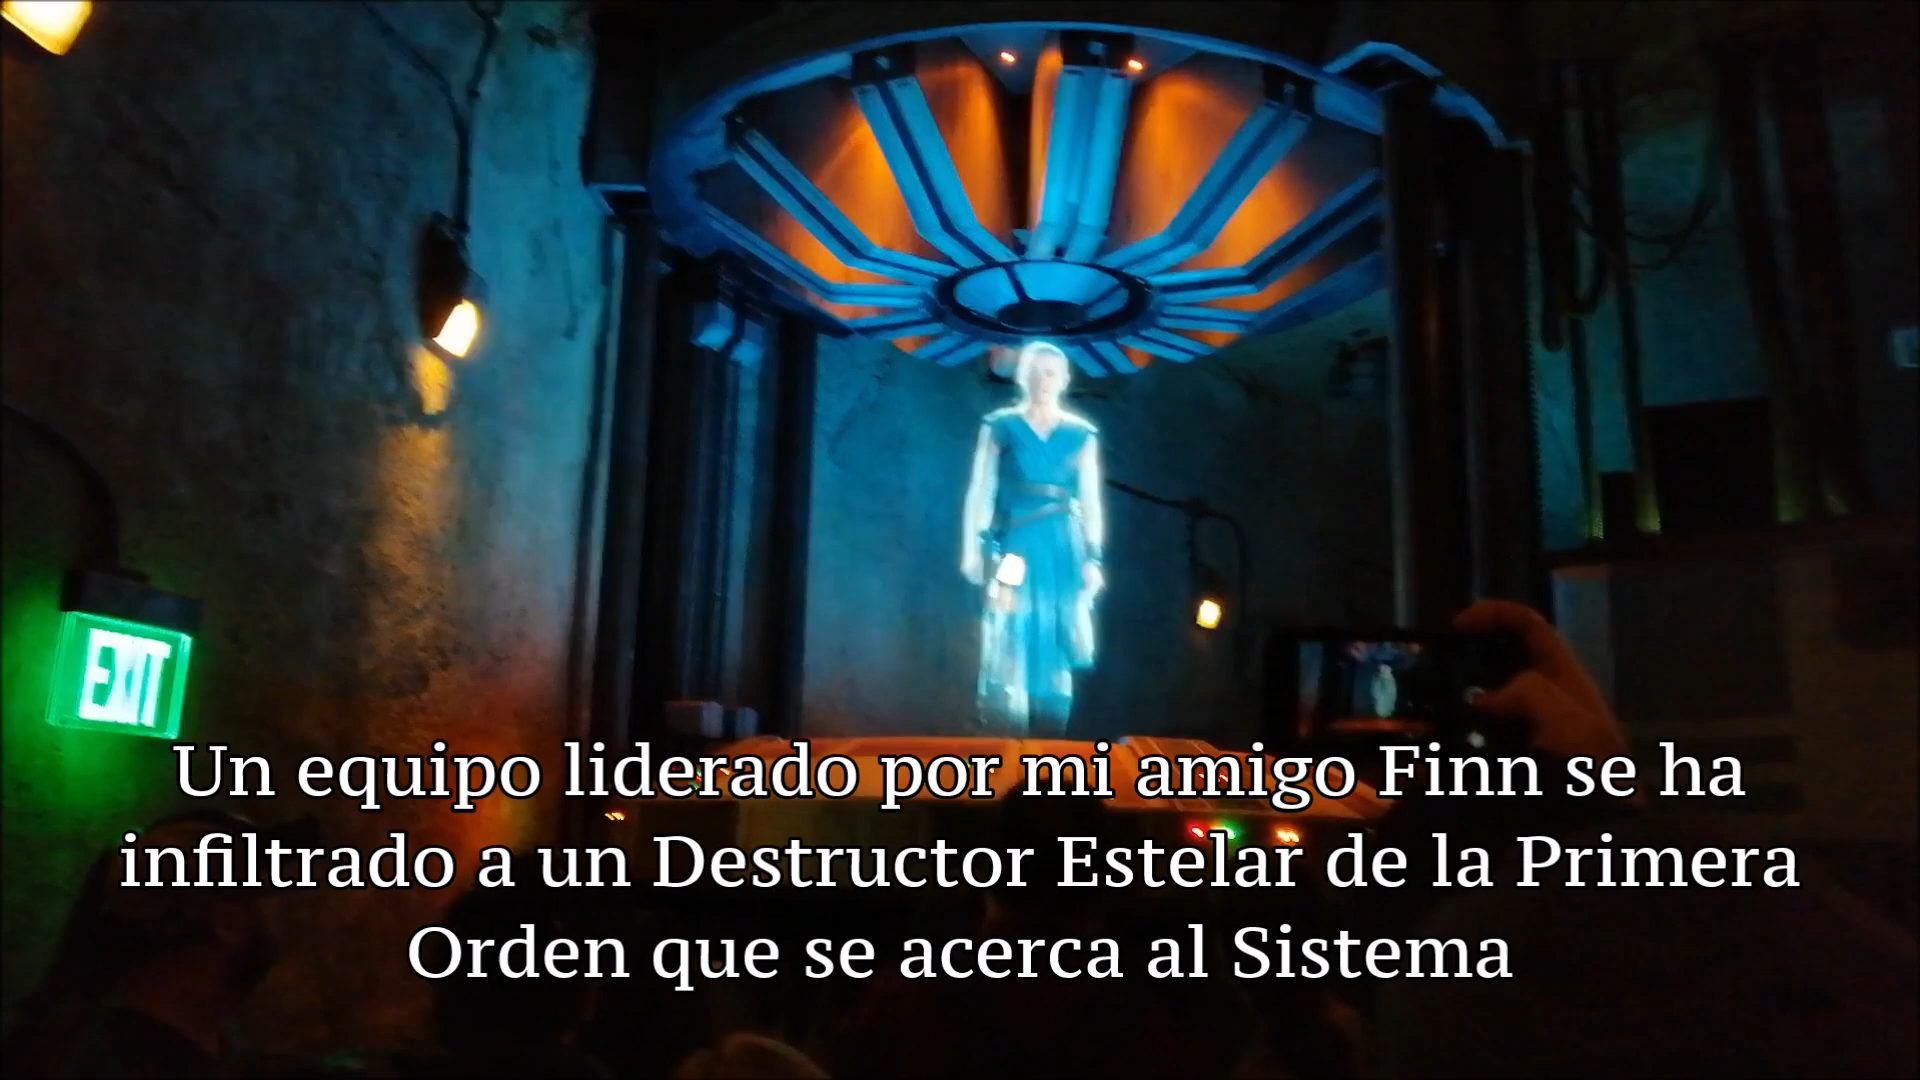 EXIT
Un equipo liderado por mi amigo Finn se ha
infiltrado a un Destructor Estelar de la Primera
Orden que se acerca al Sistema